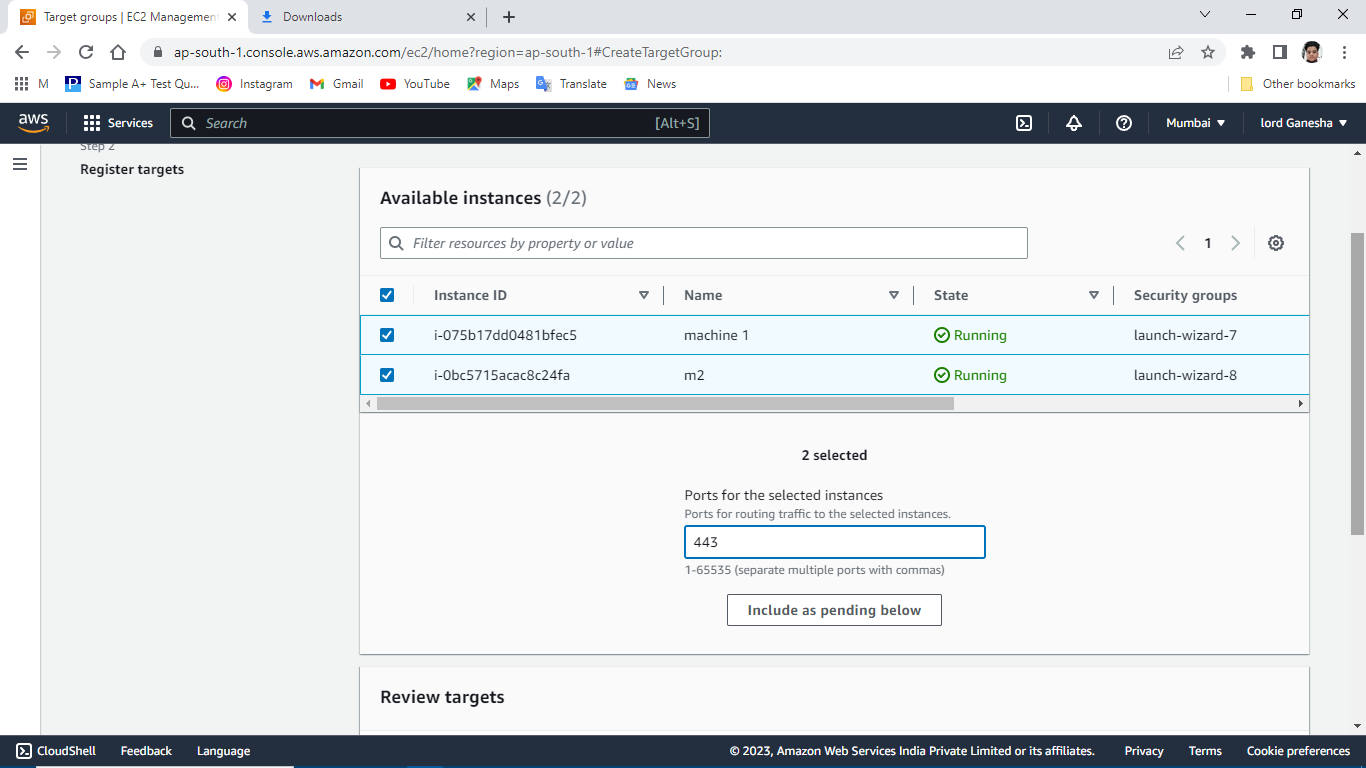 Target groups | EC2 Management
Downloads
ap-south-1.console.aws.amazon.com/ec2/home?region=ap-south-1#CreateTargetGroup:
M Sample A+ Test Qu... Instagram Gmail YouTube Maps Translate News Other bookmarks
aws Services Search [Alt+S] Mumbai lord Ganesha
Step 2
Register targets
Available instances (2/2)
Filter resources by property or value
1
Instance ID Name State Security groups
i-075b17dd0481bfec5 machine 1 Running launch-wizard-7
i-0bc5715acac8c24fa m2 Running launch-wizard-8
2 selected
Ports for the selected instances
Ports for routing traffic to the selected instances.
443
1-65535 (separate multiple ports with commas)
Include as pending below
Review targets
CloudShell Feedback Language © 2023, Amazon Web Services India Private Limited or its affiliates. Privacy Terms Cookie preferences